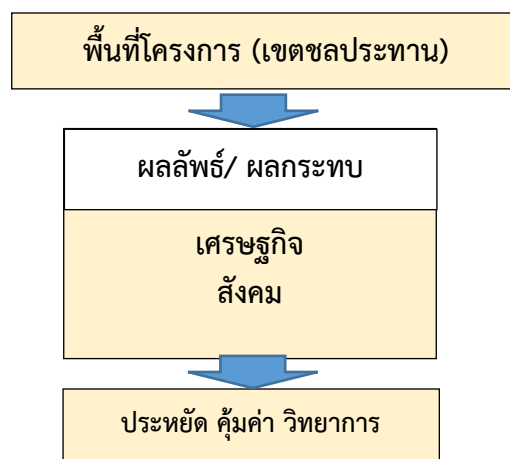 พื้นที่โครงการ (เขตชลประทาน)
ผลลัพธ์/ ผลกระทบ
เศรษฐกิจ
สังคม
ประหยัด คุ้มค่า วิทยาการ